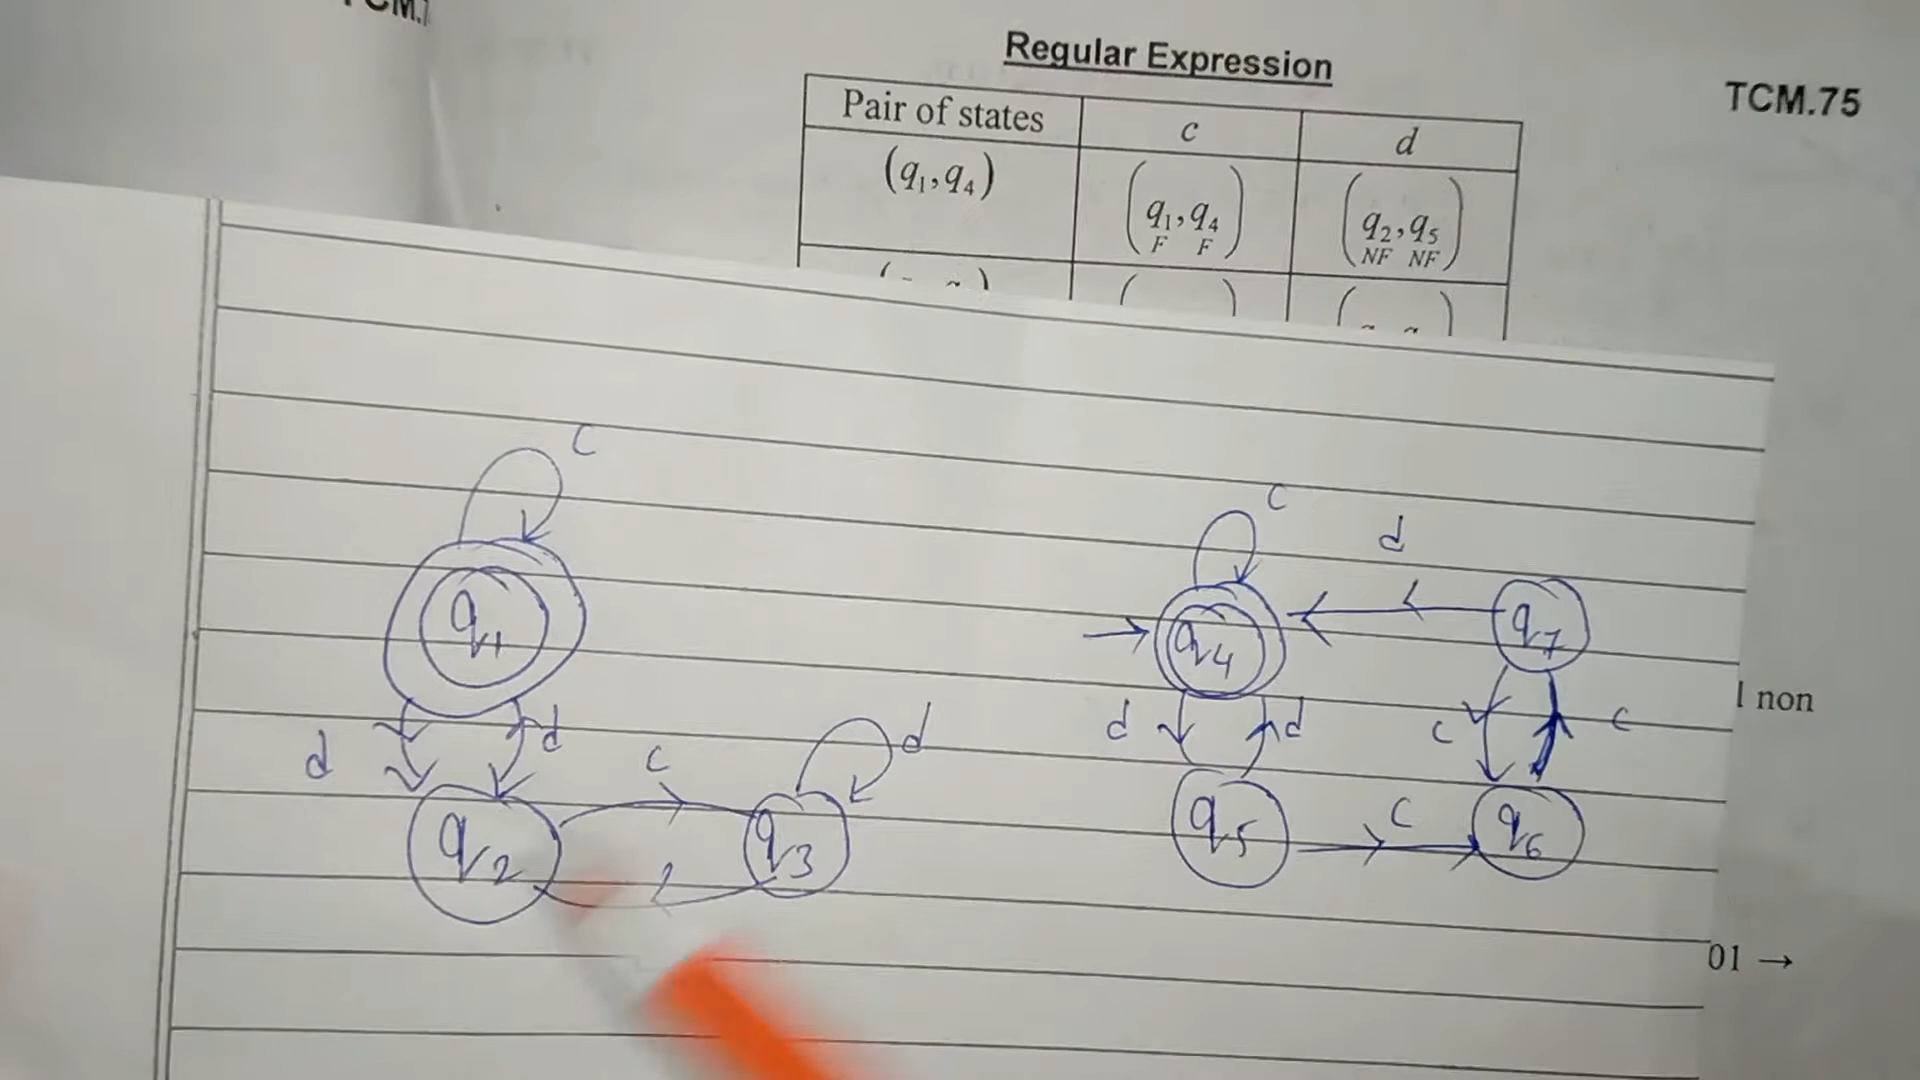 TCM.
Regular Expression
TCM.75
Pair of states c d
(q1, q4) (q1, q4) (q2, q5)
F F NF NF
c
c
d
q1
q4
q7
l non
d d c d
d d c c
q2 q3
q5 c q6
01 →